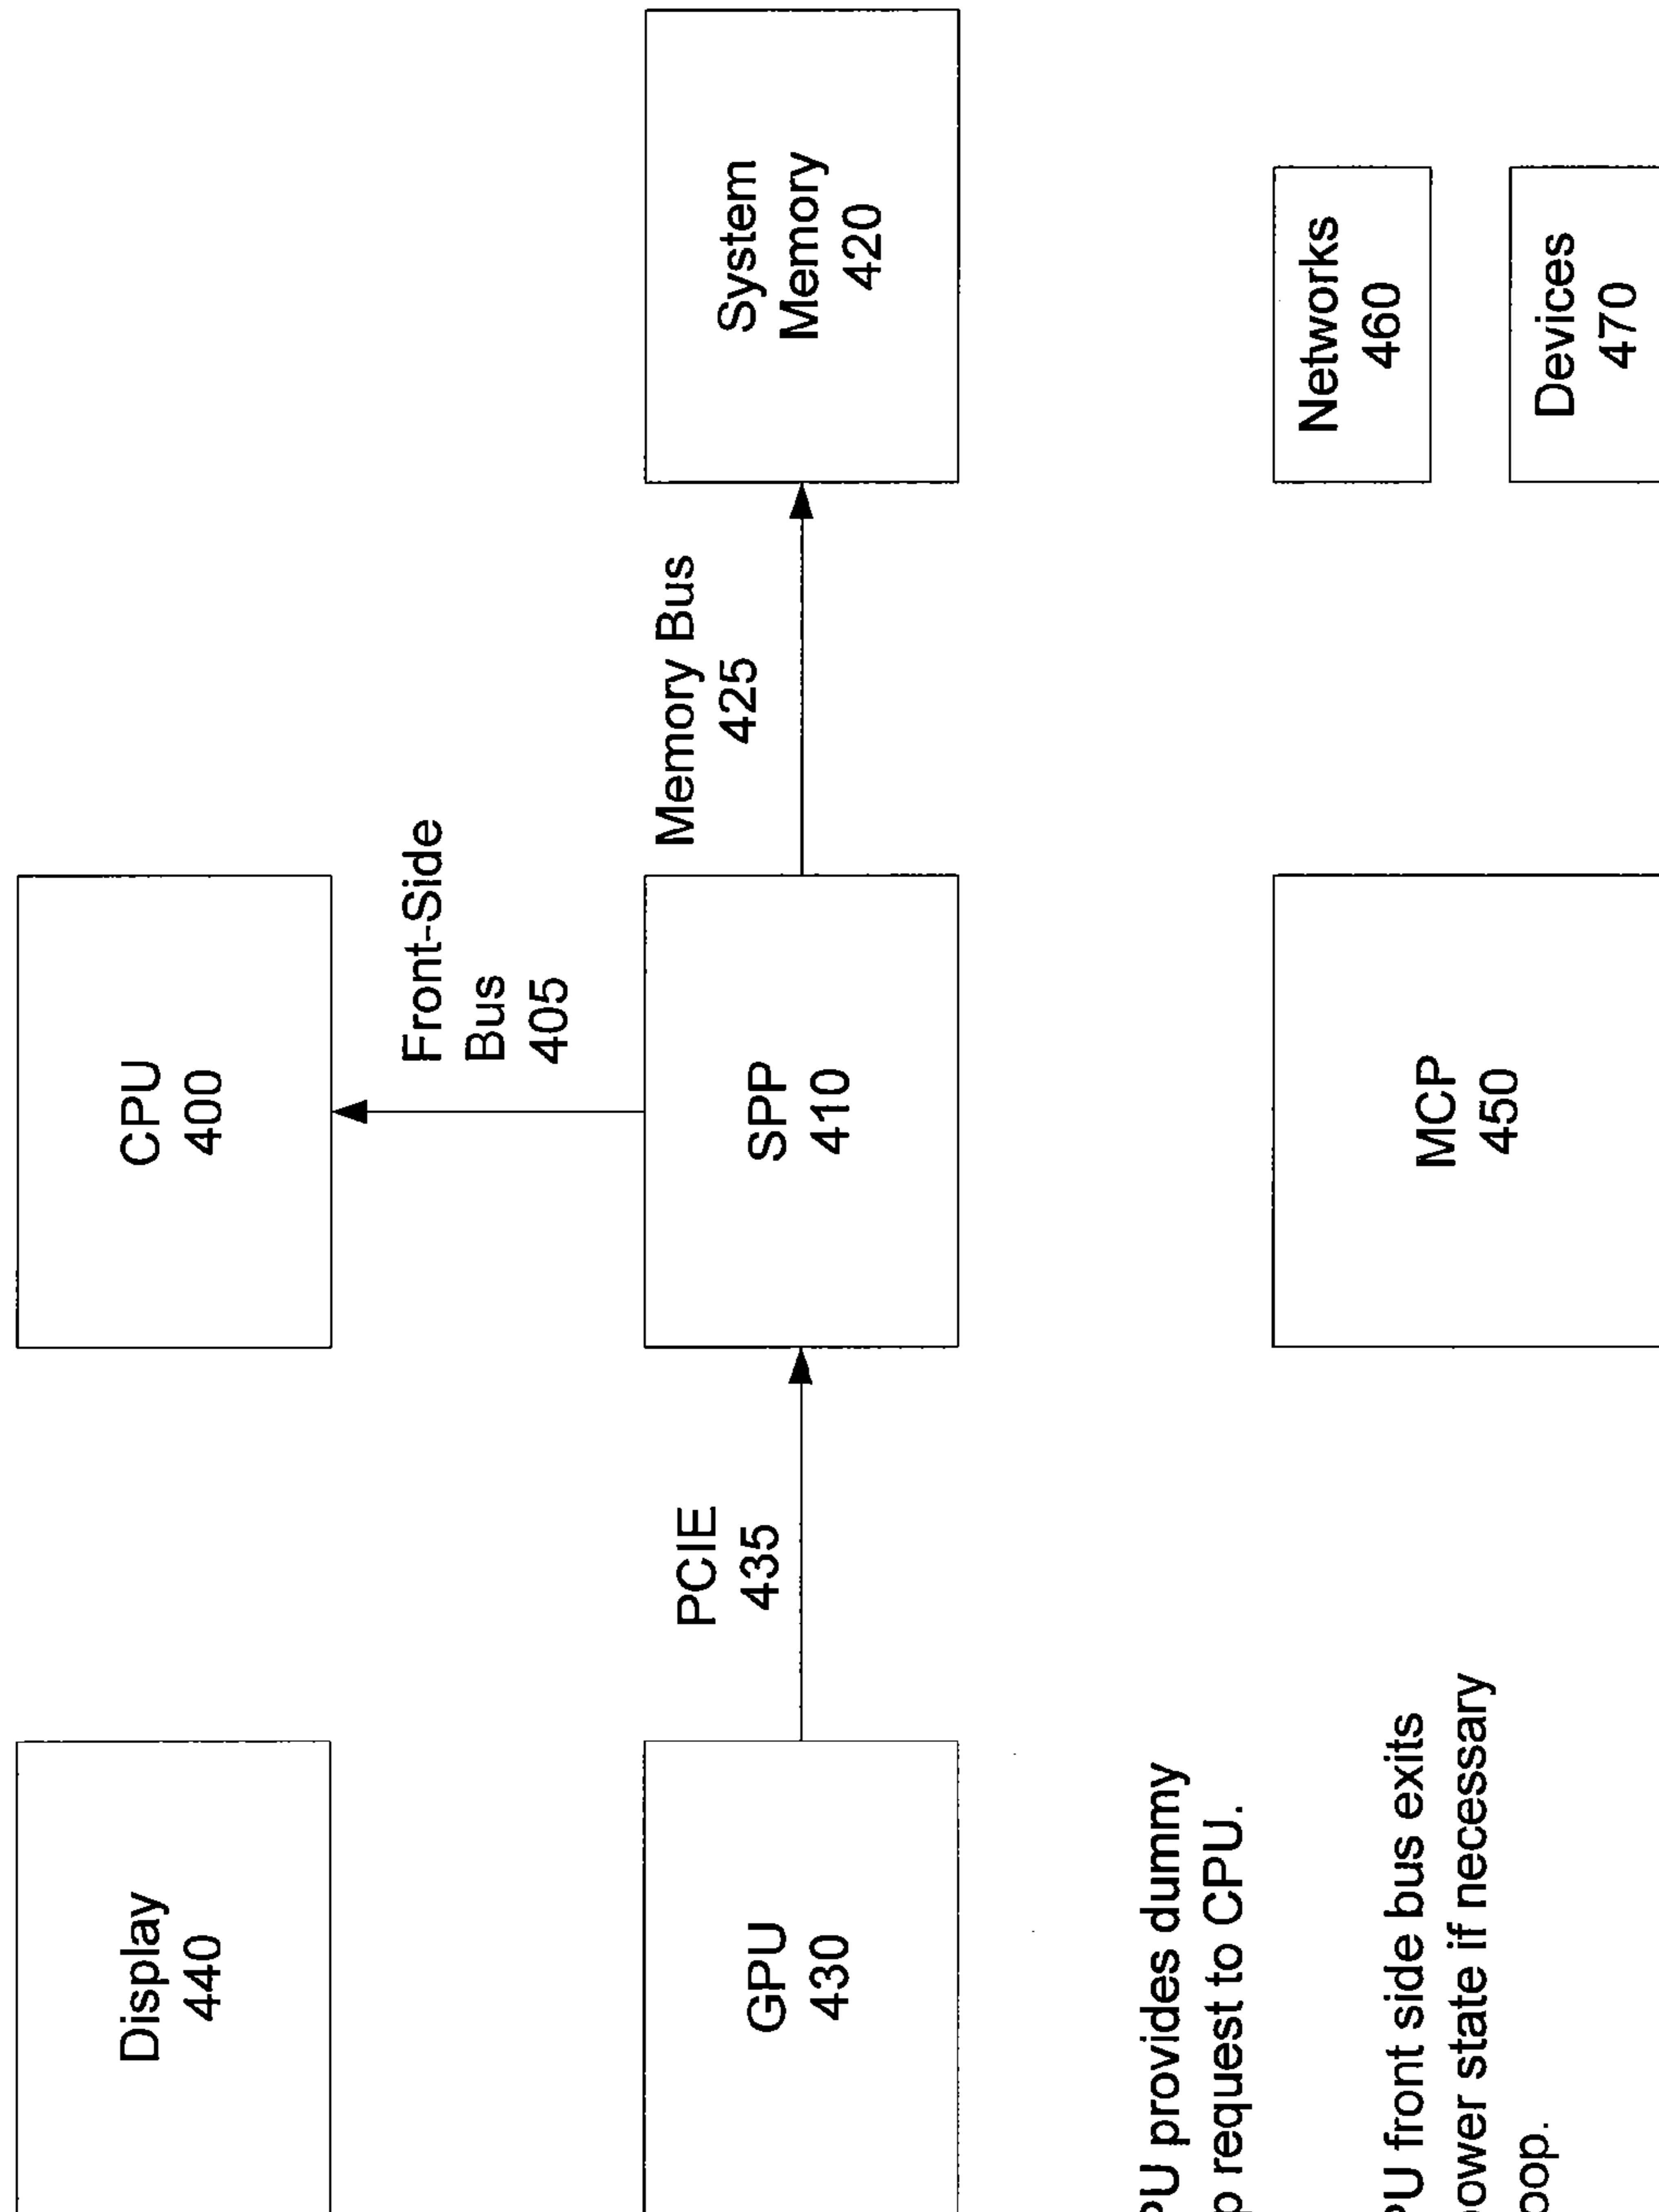 Display
440
CPU
400
Front-Side
Bus
405
GPU
430
PCIE
435
SPP
410
Memory Bus
425
System
Memory
420
provides dummy
request to CPU.
front side bus exits
state if necessary
MCP
450
Networks
460
Devices
470